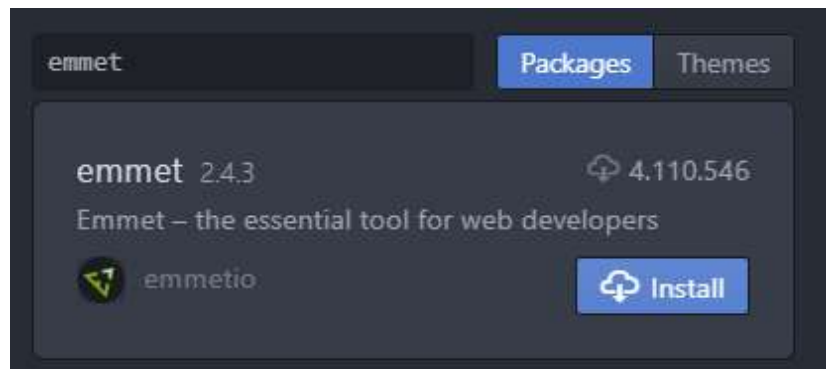 emmet Packages Themes
emmet 2.4.3 4.110.546
Emmet – the essential tool for web developers
emmetio Install